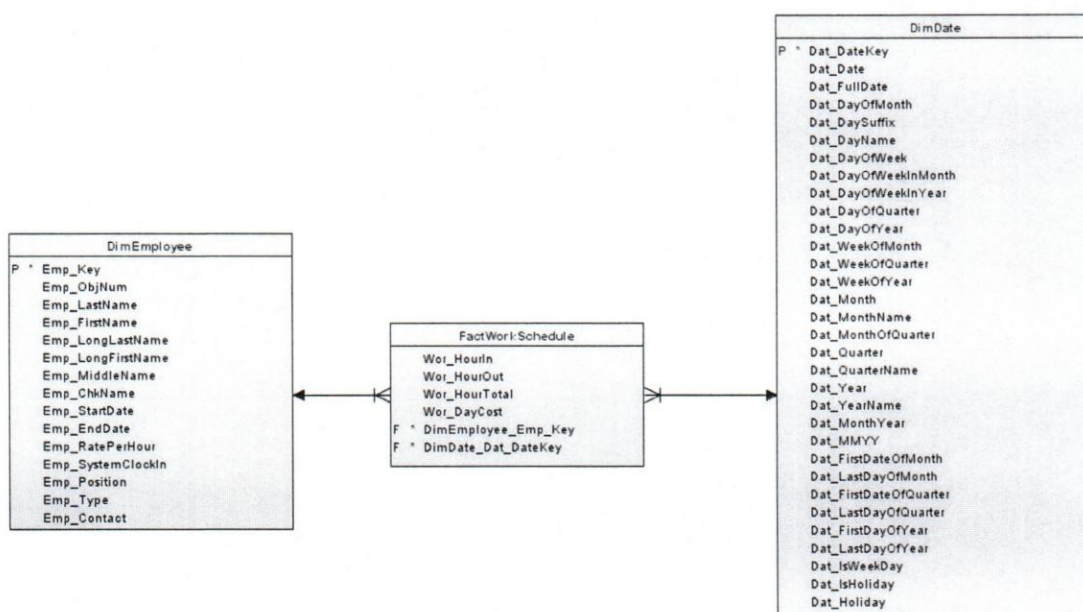 DimEmployee
P * Emp_Key
Emp_ObjNum
Emp_LastName
Emp_FirstName
Emp_LongLastName
Emp_LongFirstName
Emp_MiddleName
Emp_ChkName
Emp_StartDate
Emp_EndDate
Emp_RatePerHour
Emp_SystemClockIn
Emp_Position
Emp_Type
Emp_Contact
FactWorkSchedule
Wor_HourIn
Wor_HourOut
Wor_HourTotal
Wor_DayCost
F * DimEmployee_Emp_Key
F * DimDate_Dat_DateKey
DimDate
P * Dat_DateKey
Dat_Date
Dat_FullDate
Dat_DayOfMonth
Dat_DaySuffix
Dat_DayName
Dat_DayOfWeek
Dat_DayOfWeekInMonth
Dat_DayOfWeekInYear
Dat_DayOfQuarter
Dat_DayOfYear
Dat_WeekOfMonth
Dat_WeekOfQuarter
Dat_WeekOfYear
Dat_Month
Dat_MonthName
Dat_MonthOfQuarter
Dat_Quarter
Dat_QuarterName
Dat_Year
Dat_YearName
Dat_MonthYear
Dat_MMYY
Dat_FirstDateOfMonth
Dat_LastDayOfMonth
Dat_FirstDateOfQuarter
Dat_LastDayOfQuarter
Dat_FirstDayOfYear
Dat_LastDayOfYear
Dat_IsWeekDay
Dat_IsHoliday
Dat_Holiday